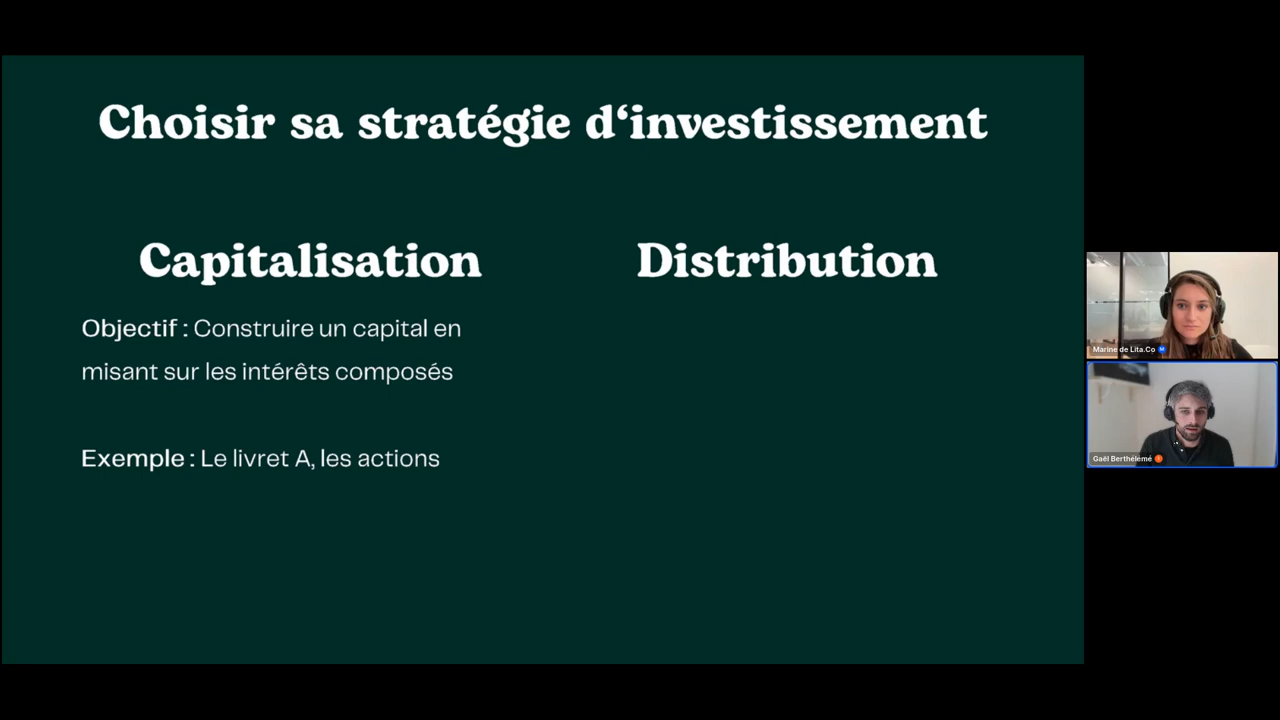 Choisir sa stratégie d‘investissement
Capitalisation
Distribution
Objectif : Construire un capital en
misant sur les intérêts composés
Exemple : Le livret A, les actions
Marine de Lita.Co
Gaël Berthélémé